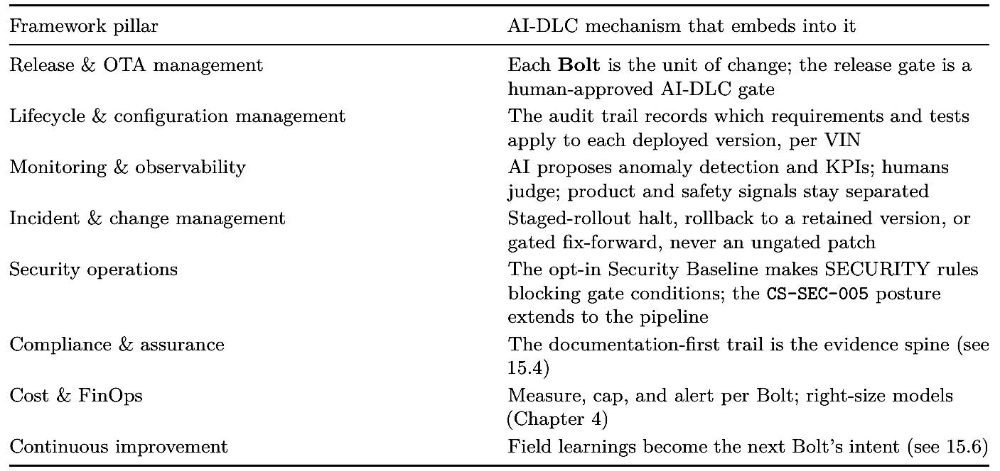 Framework pillar
AI-DLC mechanism that embeds into it
Release & OTA management
Each Bolt is the unit of change; the release gate is a
human-approved AI-DLC gate
Lifecycle & configuration management
The audit trail records which requirements and tests
apply to each deployed version, per VIN
Monitoring & observability
AI proposes anomaly detection and KPIs; humans
judge; product and safety signals stay separated
Incident & change management
Staged-rollout halt, rollback to a retained version, or
gated fix-forward, never an ungated patch
Security operations
The opt-in Security Baseline makes SECURITY rules
blocking gate conditions; the CS-SEC-005 posture
extends to the pipeline
Compliance & assurance
The documentation-first trail is the evidence spine (see
15.4)
Cost & FinOps
Measure, cap, and alert per Bolt; right-size models
(Chapter 4)
Continuous improvement
Field learnings become the next Bolt's intent (see 15.6)